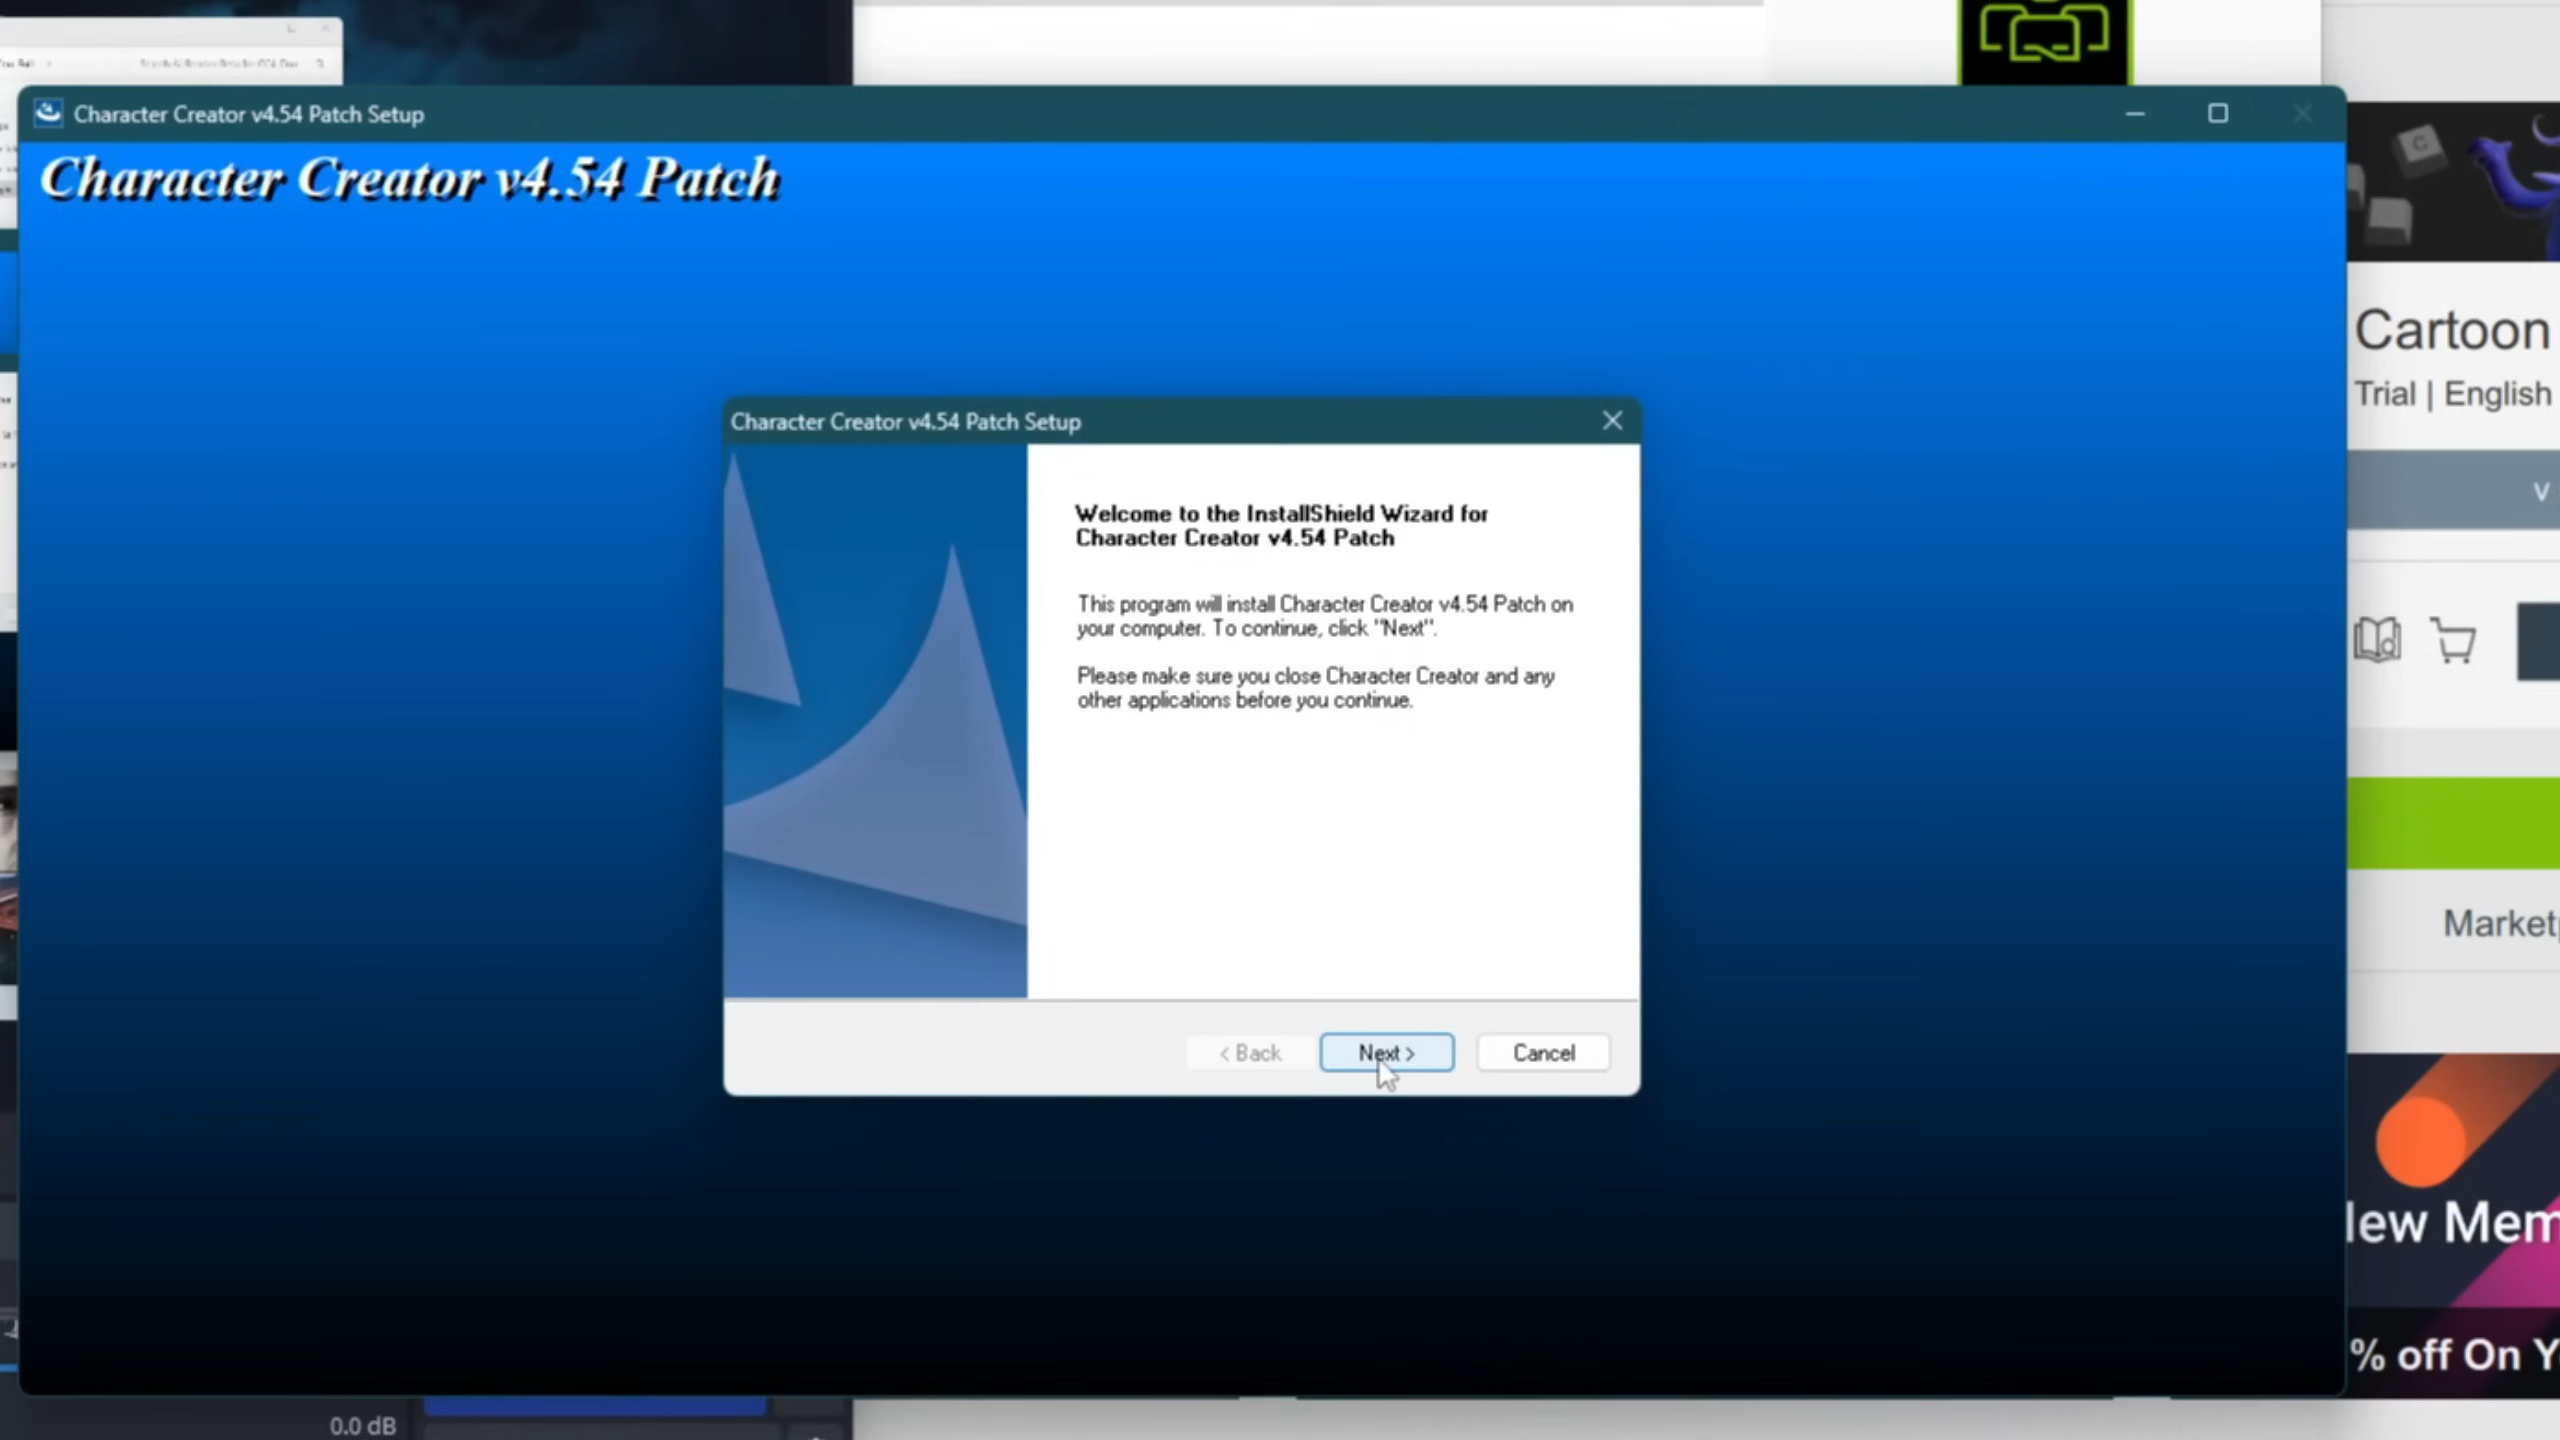 Character Creator v4.54 Patch Setup
Character Creator v4.54 Patch
Character Creator v4.54 Patch Setup
Welcome to the InstallShield Wizard for
Character Creator v4.54 Patch
This program will install Character Creator v4.54 Patch on
your computer. To continue, click "Next".
Please make sure you close Character Creator and any
other applications before you continue.
< Back
Next >
Cancel
Cartoon
Trial | English
V
Market
New Mem
% off On Y
0.0 dB